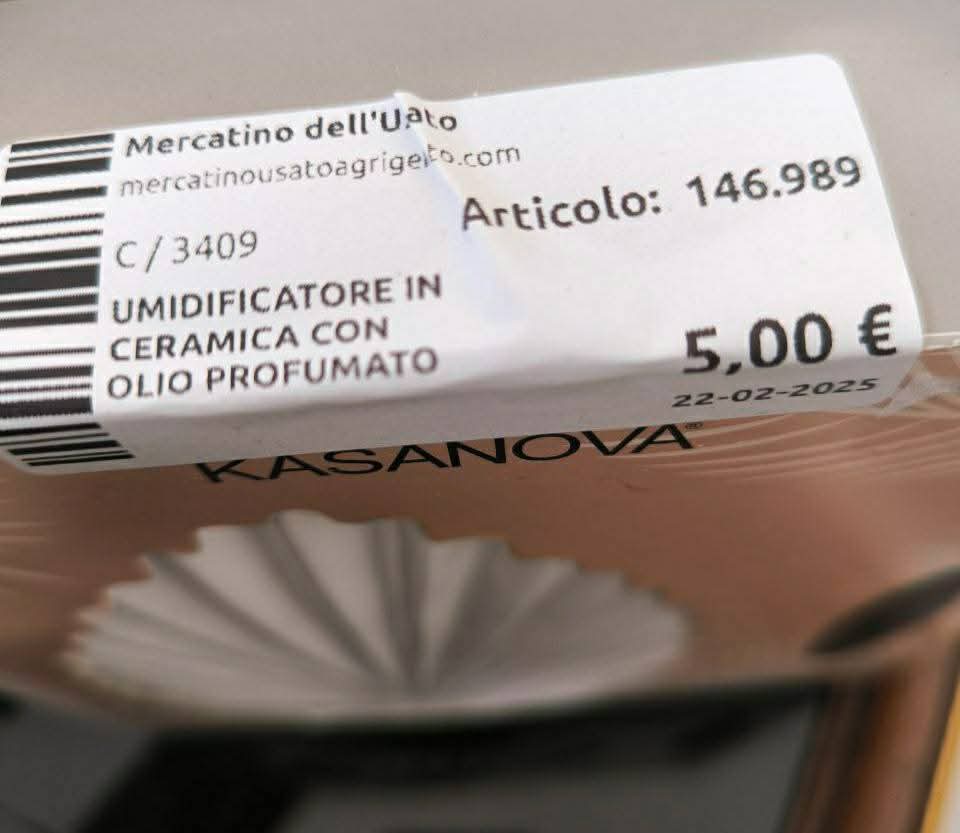 Mercatino dell'Usato
mercatinousatoagrigento.com
Articolo: 146.989
C/3409
UMIDIFICATORE IN
CERAMICA CON
OLIO PROFUMATO
5,00 €
22-02-2025
KASANOVA®